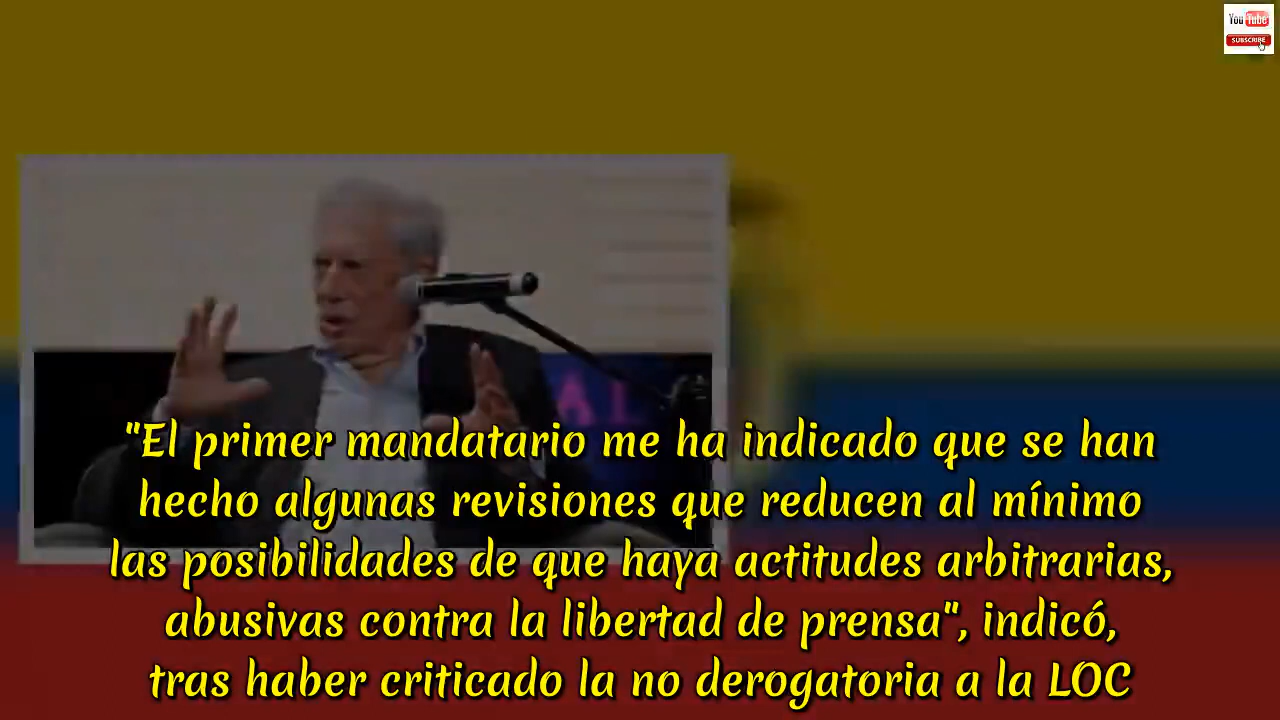 You Tube
SUBSCRIBE
AL
"El primer mandatario me ha indicado que se han
hecho algunas revisiones que reducen al mínimo
las posibilidades de que haya actitudes arbitrarias,
abusivas contra la libertad de prensa", indicó,
tras haber criticado la no derogatoria a la LOC